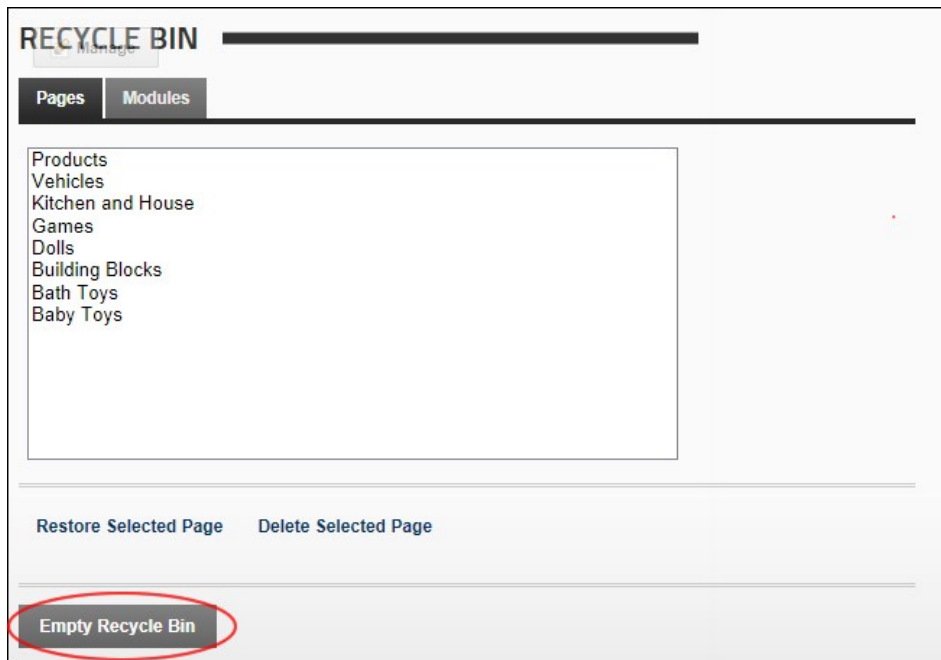 RECYCLE BIN
Manage
Pages Modules
Products
Vehicles
Kitchen and House
Games
Dolls
Building Blocks
Bath Toys
Baby Toys
Restore Selected Page Delete Selected Page
Empty Recycle Bin